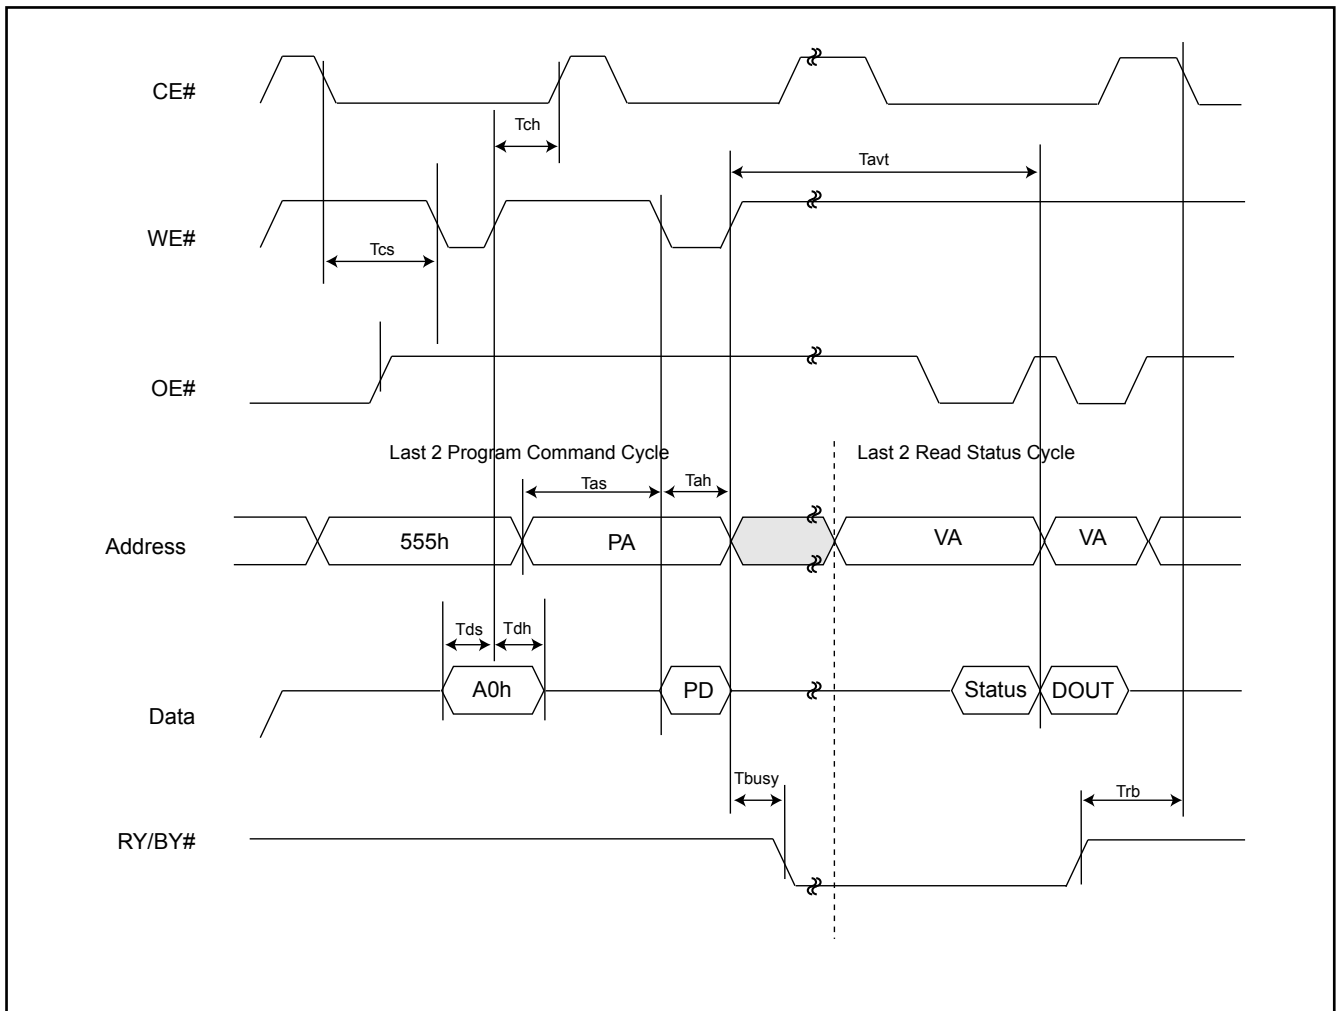 CE#
Tch
Tavt
WE#
Tcs
OE#
Last 2 Program Command Cycle
Last 2 Read Status Cycle
Tas
Tah
Address
555h
PA
VA
VA
Tds
Tdh
Data
A0h
PD
Status
DOUT
Tbusy
Trb
RY/BY#